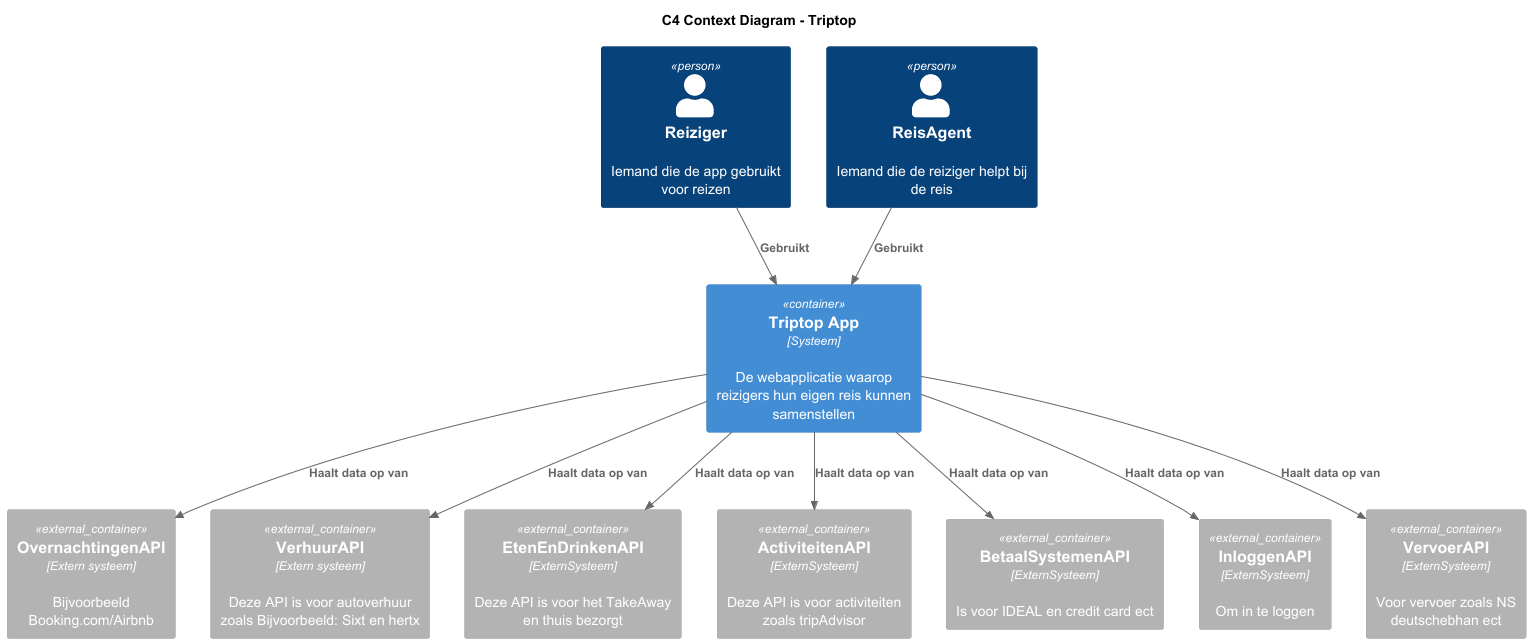 C4 Context Diagram - Triptop
«person»
Reiziger
Iemand die de app gebruikt
voor reizen
«person»
ReisAgent
Iemand die de reiziger helpt bij
de reis
Gebruikt
Gebruikt
«container»
Triptop App
[Systeem]
De webapplicatie waarop
reizigers hun eigen reis kunnen
samenstellen
Haalt data op van
Haalt data op van
Haalt data op van
Haalt data op van
Haalt data op van
Haalt data op van
Haalt data op van
«external_container»
OvernachtingenAPI
[Extern systeem]
Bijvoorbeeld
Booking.com/Airbnb
«external_container»
VerhuurAPI
[Extern systeem]
Deze API is voor autoverhuur
zoals Bijvoorbeeld: Sixt en hertx
«external_container»
EtenEnDrinkenAPI
[ExternSysteem]
Deze API is voor het TakeAway
en thuis bezorgt
«external_container»
ActiviteitenAPI
[ExternSysteem]
Deze API is voor activiteiten
zoals tripAdvisor
«external_container»
BetaalSystemenAPI
[ExternSysteem]
Is voor IDEAL en credit card ect
«external_container»
InloggenAPI
[ExternSysteem]
Om in te loggen
«external_container»
VervoerAPI
[ExternSysteem]
Voor vervoer zoals NS
deutschebhan ect